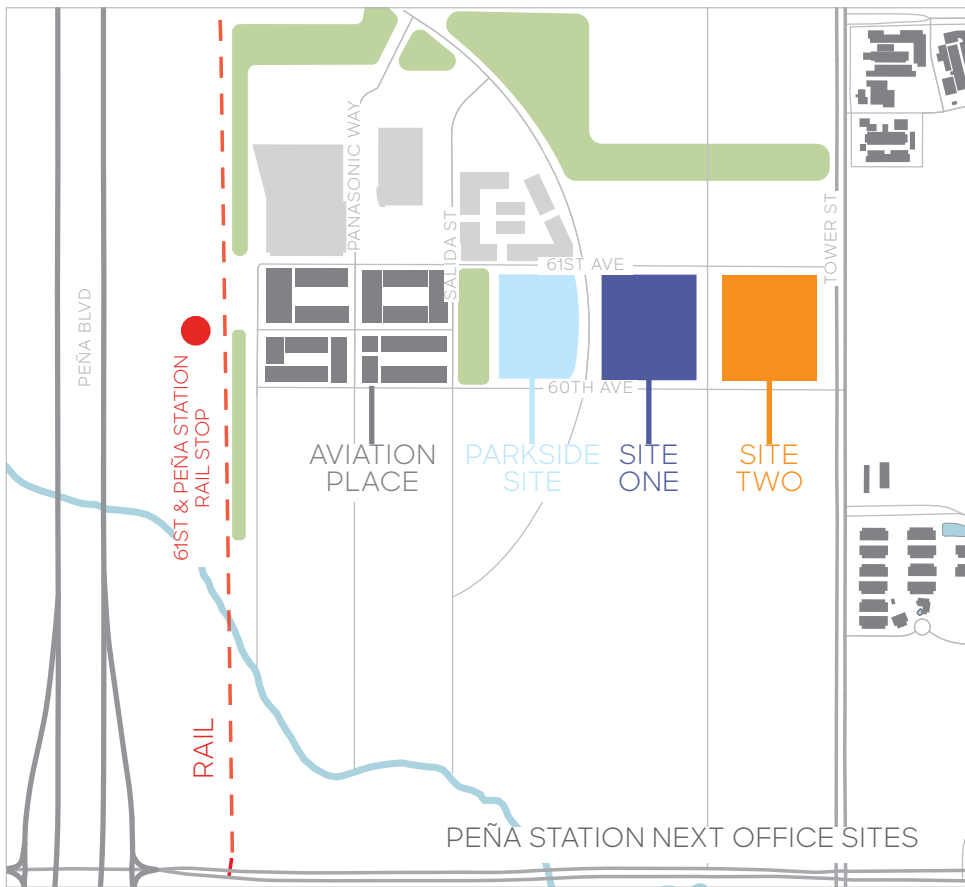 PANASONIC WAY
SALIDA ST
TOWER ST
61ST AVE
PEÑA BLVD
61ST & PEÑA STATION
RAIL STOP
60TH AVE
AVIATION
PLACE
PARKSIDE
SITE
SITE
ONE
SITE
TWO
RAIL
PEÑA STATION NEXT OFFICE SITES